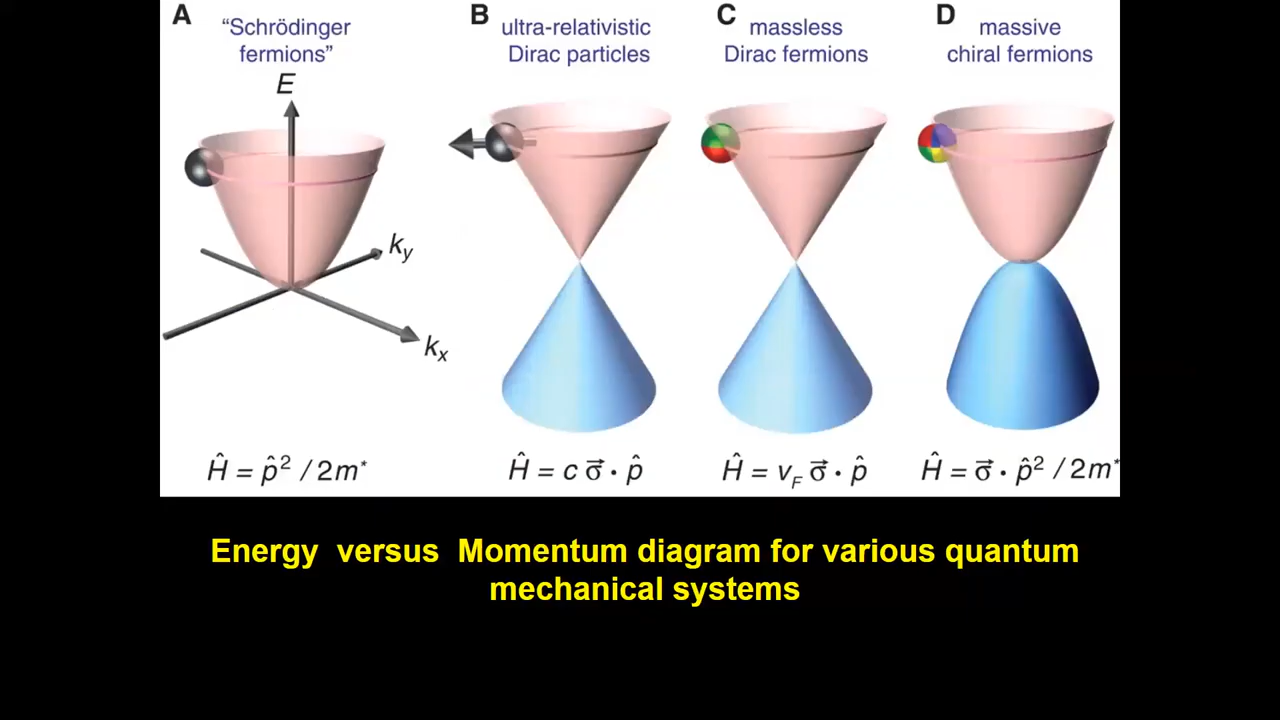 A "Schrödinger fermions"
B ultra-relativistic Dirac particles
C massless Dirac fermions
D massive chiral fermions
E
k_y
k_x
Ĥ = p̂² / 2m*
Ĥ = c σ⃗ · p̂
Ĥ = v_F σ⃗ · p̂
Ĥ = σ⃗ · p̂² / 2m*
Energy versus Momentum diagram for various quantum
mechanical systems